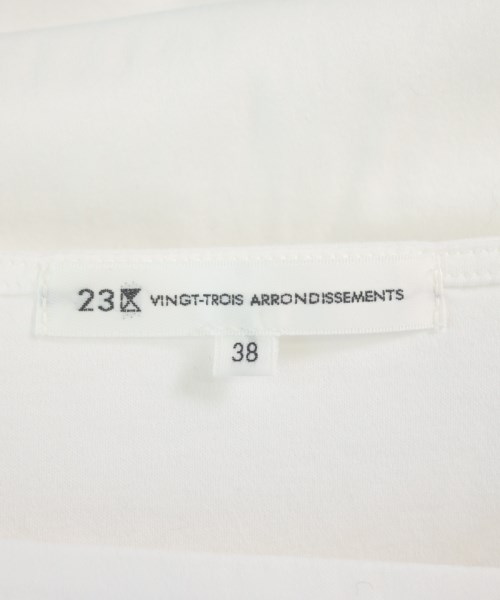 23区 VINGT-TROIS ARRONDISSEMENTS
38